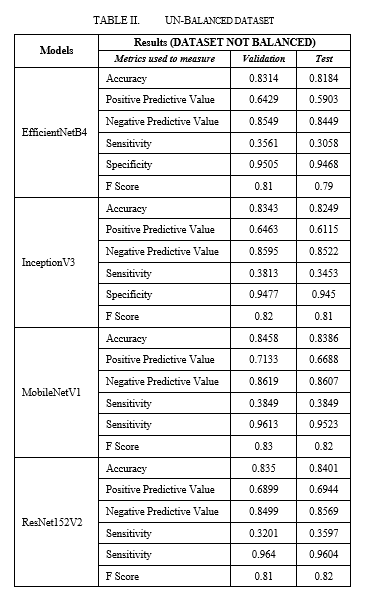 TABLE II. UN-BALANCED DATASET
Models Results (DATASET NOT BALANCED)
Metrics used to measure Validation Test
EfficientNetB4
Accuracy 0.8314 0.8184
Positive Predictive Value 0.6429 0.5903
Negative Predictive Value 0.8549 0.8449
Sensitivity 0.3561 0.3058
Specificity 0.9505 0.9468
F Score 0.81 0.79
InceptionV3
Accuracy 0.8343 0.8249
Positive Predictive Value 0.6463 0.6115
Negative Predictive Value 0.8595 0.8522
Sensitivity 0.3813 0.3453
Specificity 0.9477 0.945
F Score 0.82 0.81
MobileNetV1
Accuracy 0.8458 0.8386
Positive Predictive Value 0.7133 0.6688
Negative Predictive Value 0.8619 0.8607
Sensitivity 0.3849 0.3849
Sensitivity 0.9613 0.9523
F Score 0.83 0.82
ResNet152V2
Accuracy 0.835 0.8401
Positive Predictive Value 0.6899 0.6944
Negative Predictive Value 0.8499 0.8569
Sensitivity 0.3201 0.3597
Sensitivity 0.964 0.9604
F Score 0.81 0.82